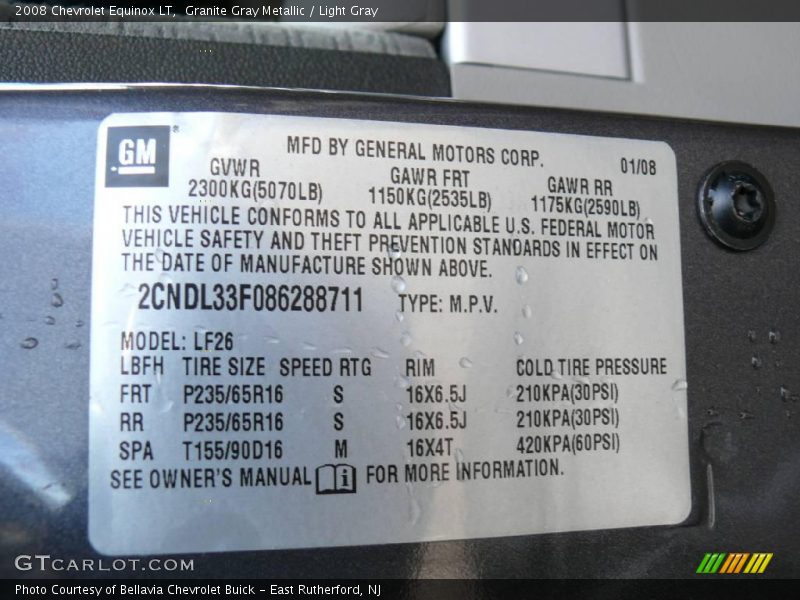 2008 Chevrolet Equinox LT, Granite Gray Metallic / Light Gray
GM
®
MFD BY GENERAL MOTORS CORP. 01/08
GVWR GAWR FRT GAWR RR
2300KG(5070LB) 1150KG(2535LB) 1175KG(2590LB)
THIS VEHICLE CONFORMS TO ALL APPLICABLE U.S. FEDERAL MOTOR
VEHICLE SAFETY AND THEFT PREVENTION STANDARDS IN EFFECT ON
THE DATE OF MANUFACTURE SHOWN ABOVE.
2CNDL33F086288711 TYPE: M.P.V.
MODEL: LF26
LBFH TIRE SIZE SPEED RTG RIM COLD TIRE PRESSURE
FRT P235/65R16 S 16X6.5J 210KPA(30PSI)
RR P235/65R16 S 16X6.5J 210KPA(30PSI)
SPA T155/90D16 M 16X4T 420KPA(60PSI)
SEE OWNER'S MANUAL i FOR MORE INFORMATION.
GTCARLOT.COM
Photo Courtesy of Bellavia Chevrolet Buick - East Rutherford, NJ